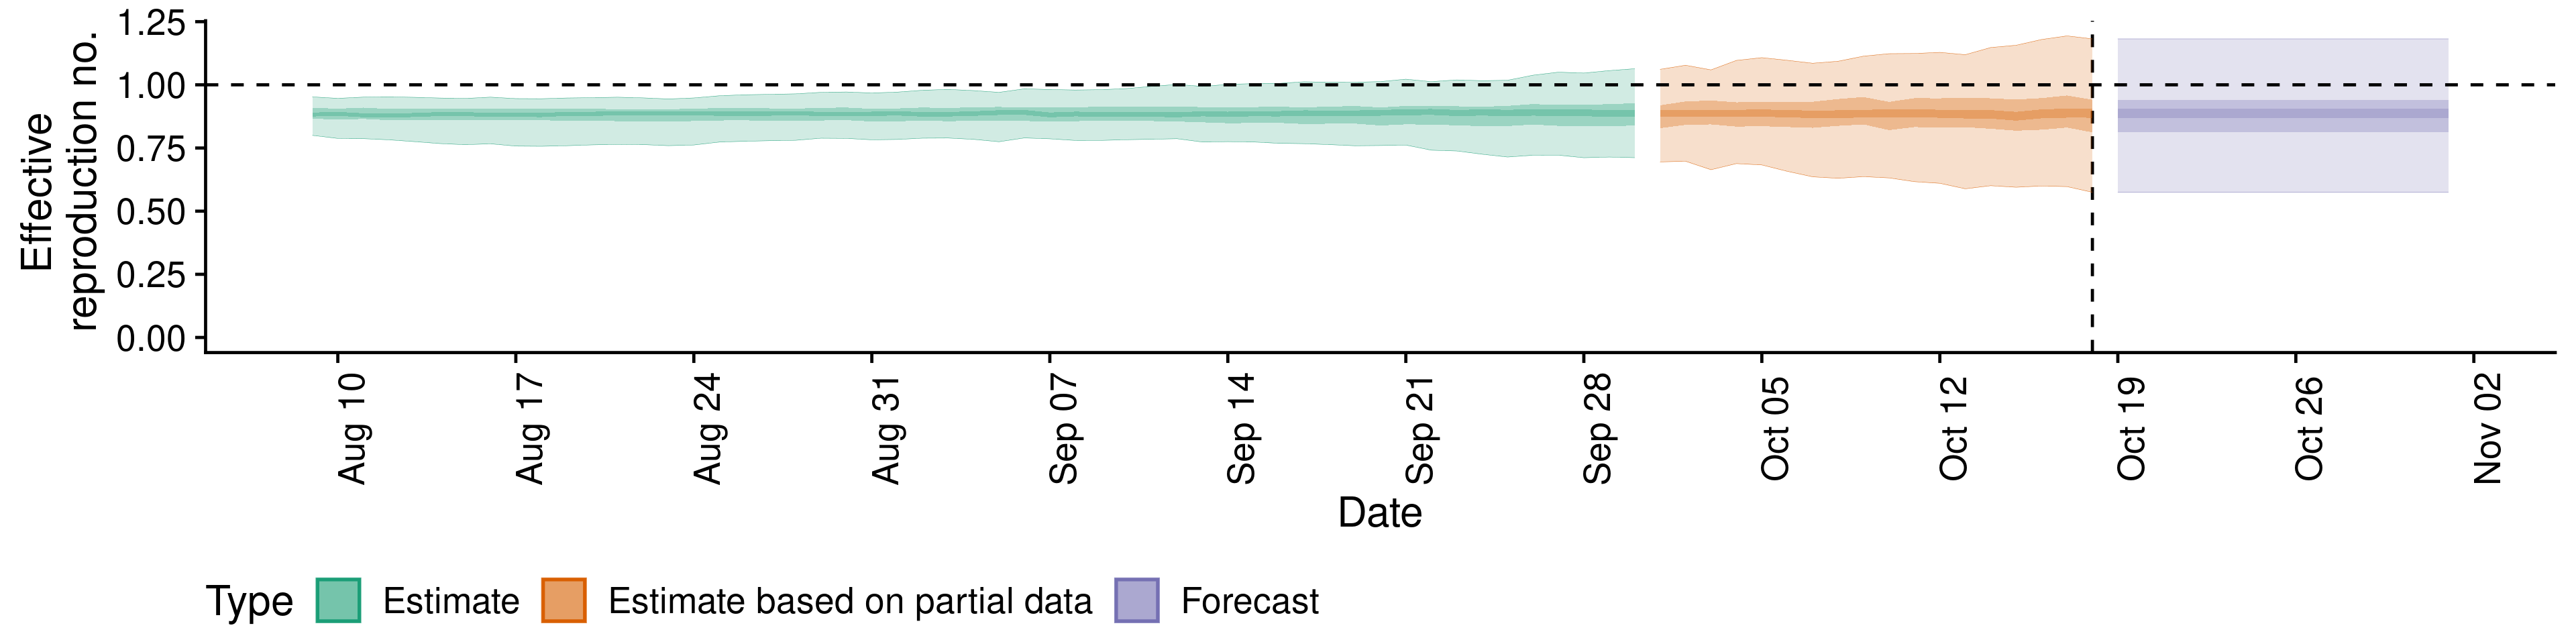 Effective
reproduction no.
1.25
1.00
0.75
0.50
0.25
0.00
Aug 10
Aug 17
Aug 24
Aug 31
Sep 07
Sep 14
Sep 21
Sep 28
Oct 05
Oct 12
Oct 19
Oct 26
Nov 02
Date
Type Estimate Estimate based on partial data Forecast